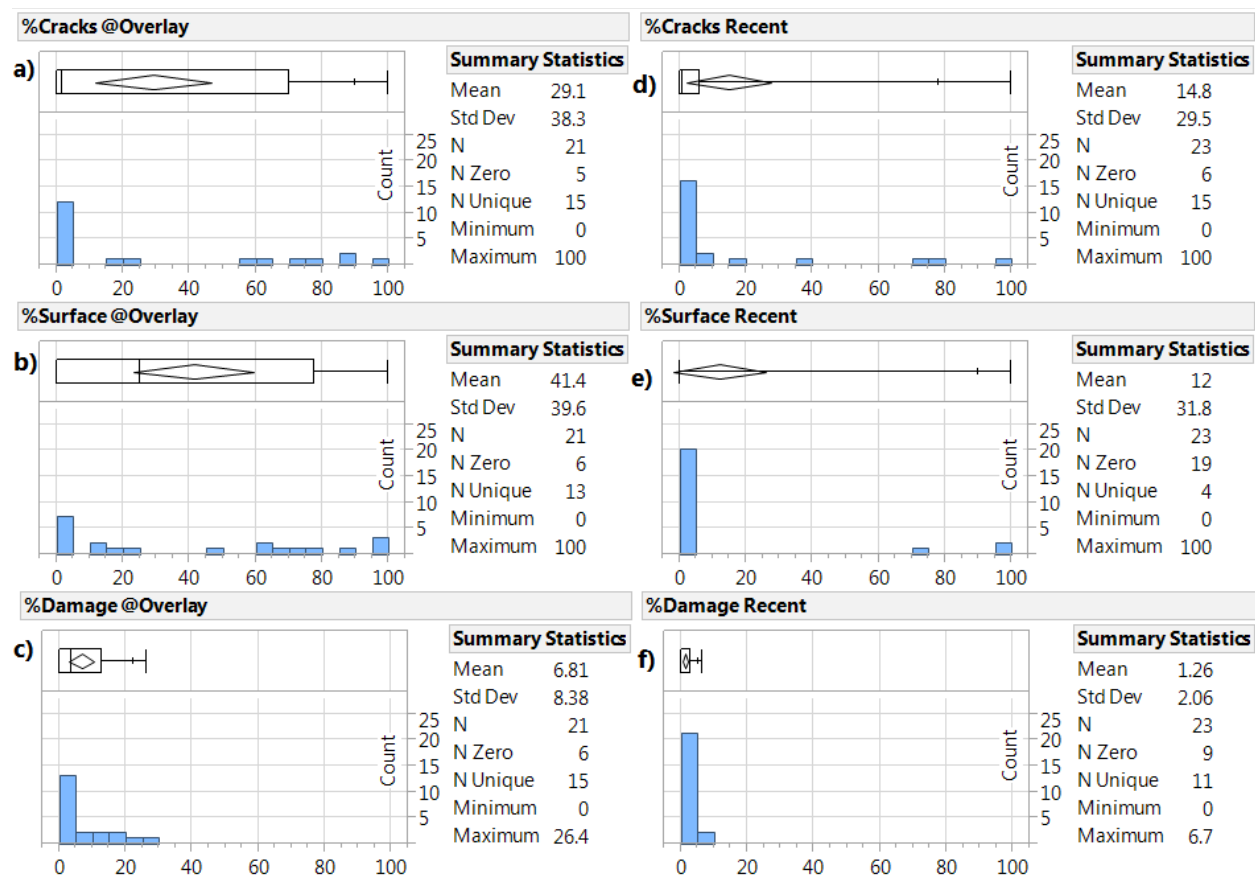 %Cracks @Overlay
a)
Summary Statistics
Mean 29.1
Std Dev 38.3
N 21
N Zero 5
N Unique 15
Minimum 0
Maximum 100
25
20
15
10
5
Count
0 20 40 60 80 100
%Surface @Overlay
b)
Summary Statistics
Mean 41.4
Std Dev 39.6
N 21
N Zero 6
N Unique 13
Minimum 0
Maximum 100
25
20
15
10
5
Count
0 20 40 60 80 100
%Damage @Overlay
c)
Summary Statistics
Mean 6.81
Std Dev 8.38
N 21
N Zero 6
N Unique 15
Minimum 0
Maximum 26.4
25
20
15
10
5
Count
0 20 40 60 80 100
%Cracks Recent
d)
Summary Statistics
Mean 14.8
Std Dev 29.5
N 23
N Zero 6
N Unique 15
Minimum 0
Maximum 100
25
20
15
10
5
Count
0 20 40 60 80 100
%Surface Recent
e)
Summary Statistics
Mean 12
Std Dev 31.8
N 23
N Zero 19
N Unique 4
Minimum 0
Maximum 100
25
20
15
10
5
Count
0 20 40 60 80 100
%Damage Recent
f)
Summary Statistics
Mean 1.26
Std Dev 2.06
N 23
N Zero 9
N Unique 11
Minimum 0
Maximum 6.7
25
20
15
10
5
Count
0 20 40 60 80 100